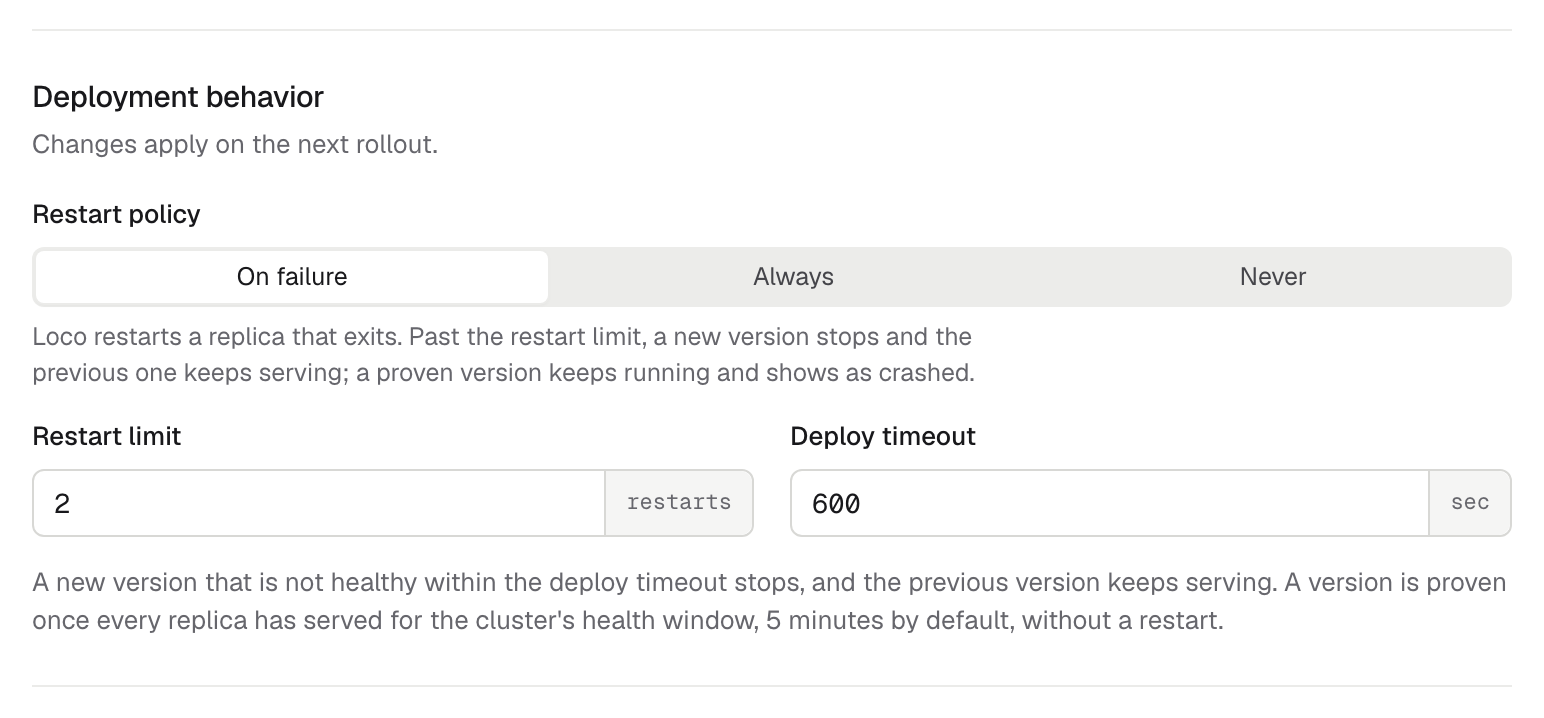 Deployment behavior
Changes apply on the next rollout.
Restart policy
On failure
Always
Never
Loco restarts a replica that exits. Past the restart limit, a new version stops and the
previous one keeps serving; a proven version keeps running and shows as crashed.
Restart limit
Deploy timeout
2 restarts
600 sec
A new version that is not healthy within the deploy timeout stops, and the previous version keeps serving. A version is proven
once every replica has served for the cluster's health window, 5 minutes by default, without a restart.